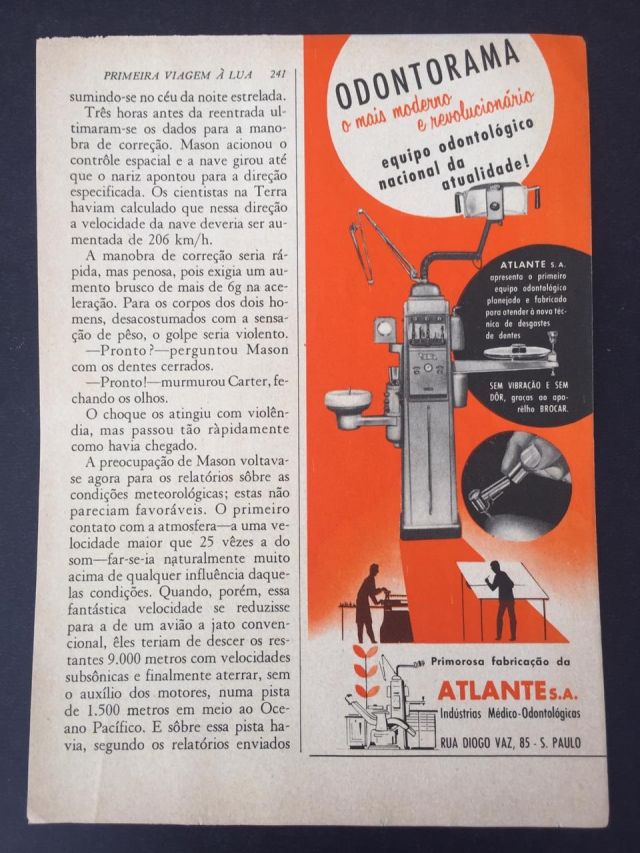 PRIMEIRA VIAGEM À LUA 241
sumindo-se no céu da noite estrelada.
Três horas antes da reentrada ul-
timaram-se os dados para a mano-
bra de correção. Mason acionou o
contrôle espacial e a nave girou até
que o nariz apontou para a direção
especificada. Os cientistas na Terra
haviam calculado que nessa direção
a velocidade da nave deveria ser au-
mentada de 206 km/h.
A manobra de correção seria rá-
pida, mas penosa, pois exigia um au-
mento brusco de mais de 6g na ace-
leração. Para os corpos dos dois ho-
mens, desacostumados com a sensa-
ção de pêso, o golpe seria violento.
—Pronto?—perguntou Mason
com os dentes cerrados.
—Pronto!—murmurou Carter, fe-
chando os olhos.
O choque os atingiu com violên-
dia, mas passou tão ràpidamente
como havia chegado.
A preocupação de Mason voltava-
se agora para os relatórios sôbre as
condições meteorológicas; estas não
pareciam favoráveis. O primeiro
contato com a atmosfera—a uma ve-
locidade maior que 25 vêzes a do
som—far-se-ia naturalmente muito
acima de qualquer influência daque-
las condições. Quando, porém, essa
fantástica velocidade se reduzisse
para a de um avião a jato conven-
cional, êles teriam de descer os res-
tantes 9.000 metros com velocidades
subsônicas e finalmente aterrar, sem
o auxílio dos motores, numa pista
de 1.500 metros em meio ao Oce-
ano Pacífico. E sôbre essa pista ha-
via, segundo os relatórios enviados
ODONTORAMA
o mais moderno
e revolucionário
equipo odontológico
nacional da
atualidade!
ATLANTE S.A.
apresenta o primeiro
equipo odontológico
planejado e fabricado
para atender à nova téc-
nica de desgastes
de dentes
SEM VIBRAÇÃO E SEM
DÔR, graças ao apa-
rêlho BROCAR.
Primorosa fabricação da
ATLANTE S.A.
Indústrias Médico-Odontológicas
RUA DIOGO VAZ, 85 - S. PAULO